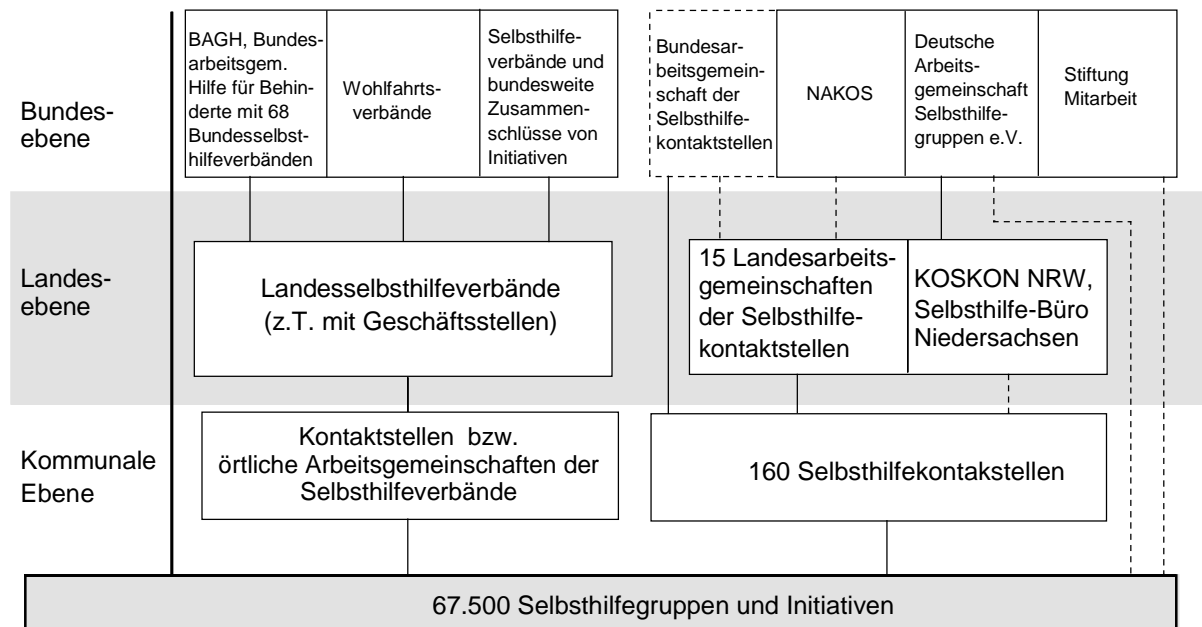 Bundes-
ebene
BAGH, Bundes-
arbeitsgem.
Hilfe für Behin-
derte mit 68
Bundesselbst-
hilfeverbänden
Wohlfahrts-
verbände
Selbsthilfe-
verbände und
bundesweite
Zusammen-
schlüsse von
Initiativen
Bundesar-
beitsgemein-
schaft der
Selbsthilfe-
kontaktstellen
NAKOS
Deutsche
Arbeits-
gemeinschaft
Selbsthilfe-
gruppen e.V.
Stiftung
Mitarbeit
Landes-
ebene
Landesselbsthilfeverbände
(z.T. mit Geschäftsstellen)
15 Landesarbeits-
gemeinschaften
der Selbsthilfe-
kontaktstellen
KOSKON NRW,
Selbsthilfe-Büro
Niedersachsen
Kommunale
Ebene
Kontaktstellen bzw.
örtliche Arbeitsgemeinschaften der
Selbsthilfeverbände
160 Selbsthilfekontakstellen
67.500 Selbsthilfegruppen und Initiativen